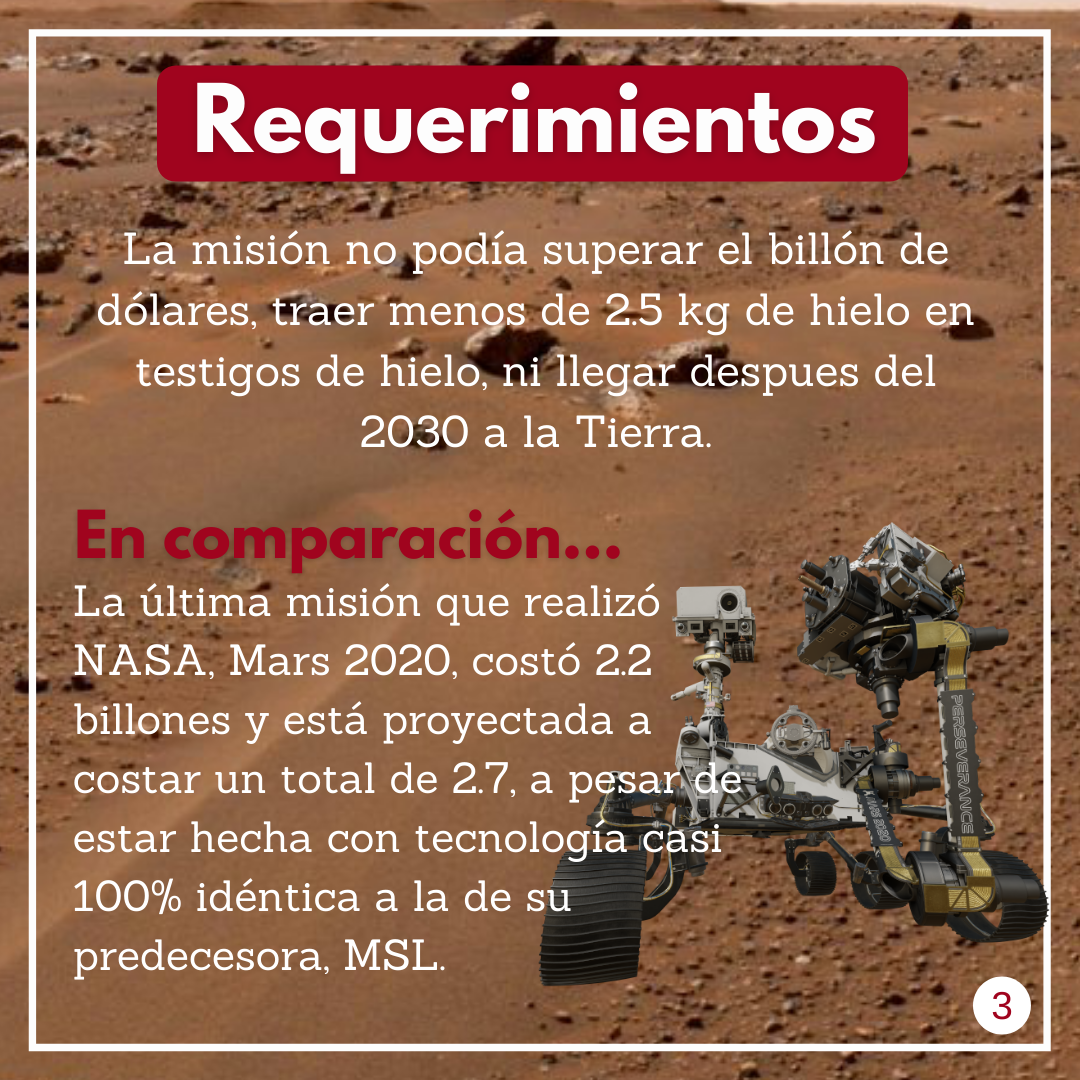 Requerimientos
La misión no podía superar el billón de
dólares, traer menos de 2.5 kg de hielo en
testigos de hielo, ni llegar despues del
2030 a la Tierra.
En comparación...
La última misión que realizó
NASA, Mars 2020, costó 2.2
billones y está proyectada a
costar un total de 2.7, a pesar de
estar hecha con tecnología casi
100% idéntica a la de su
predecesora, MSL.
PERSEVERANCE
MARS 2020
3